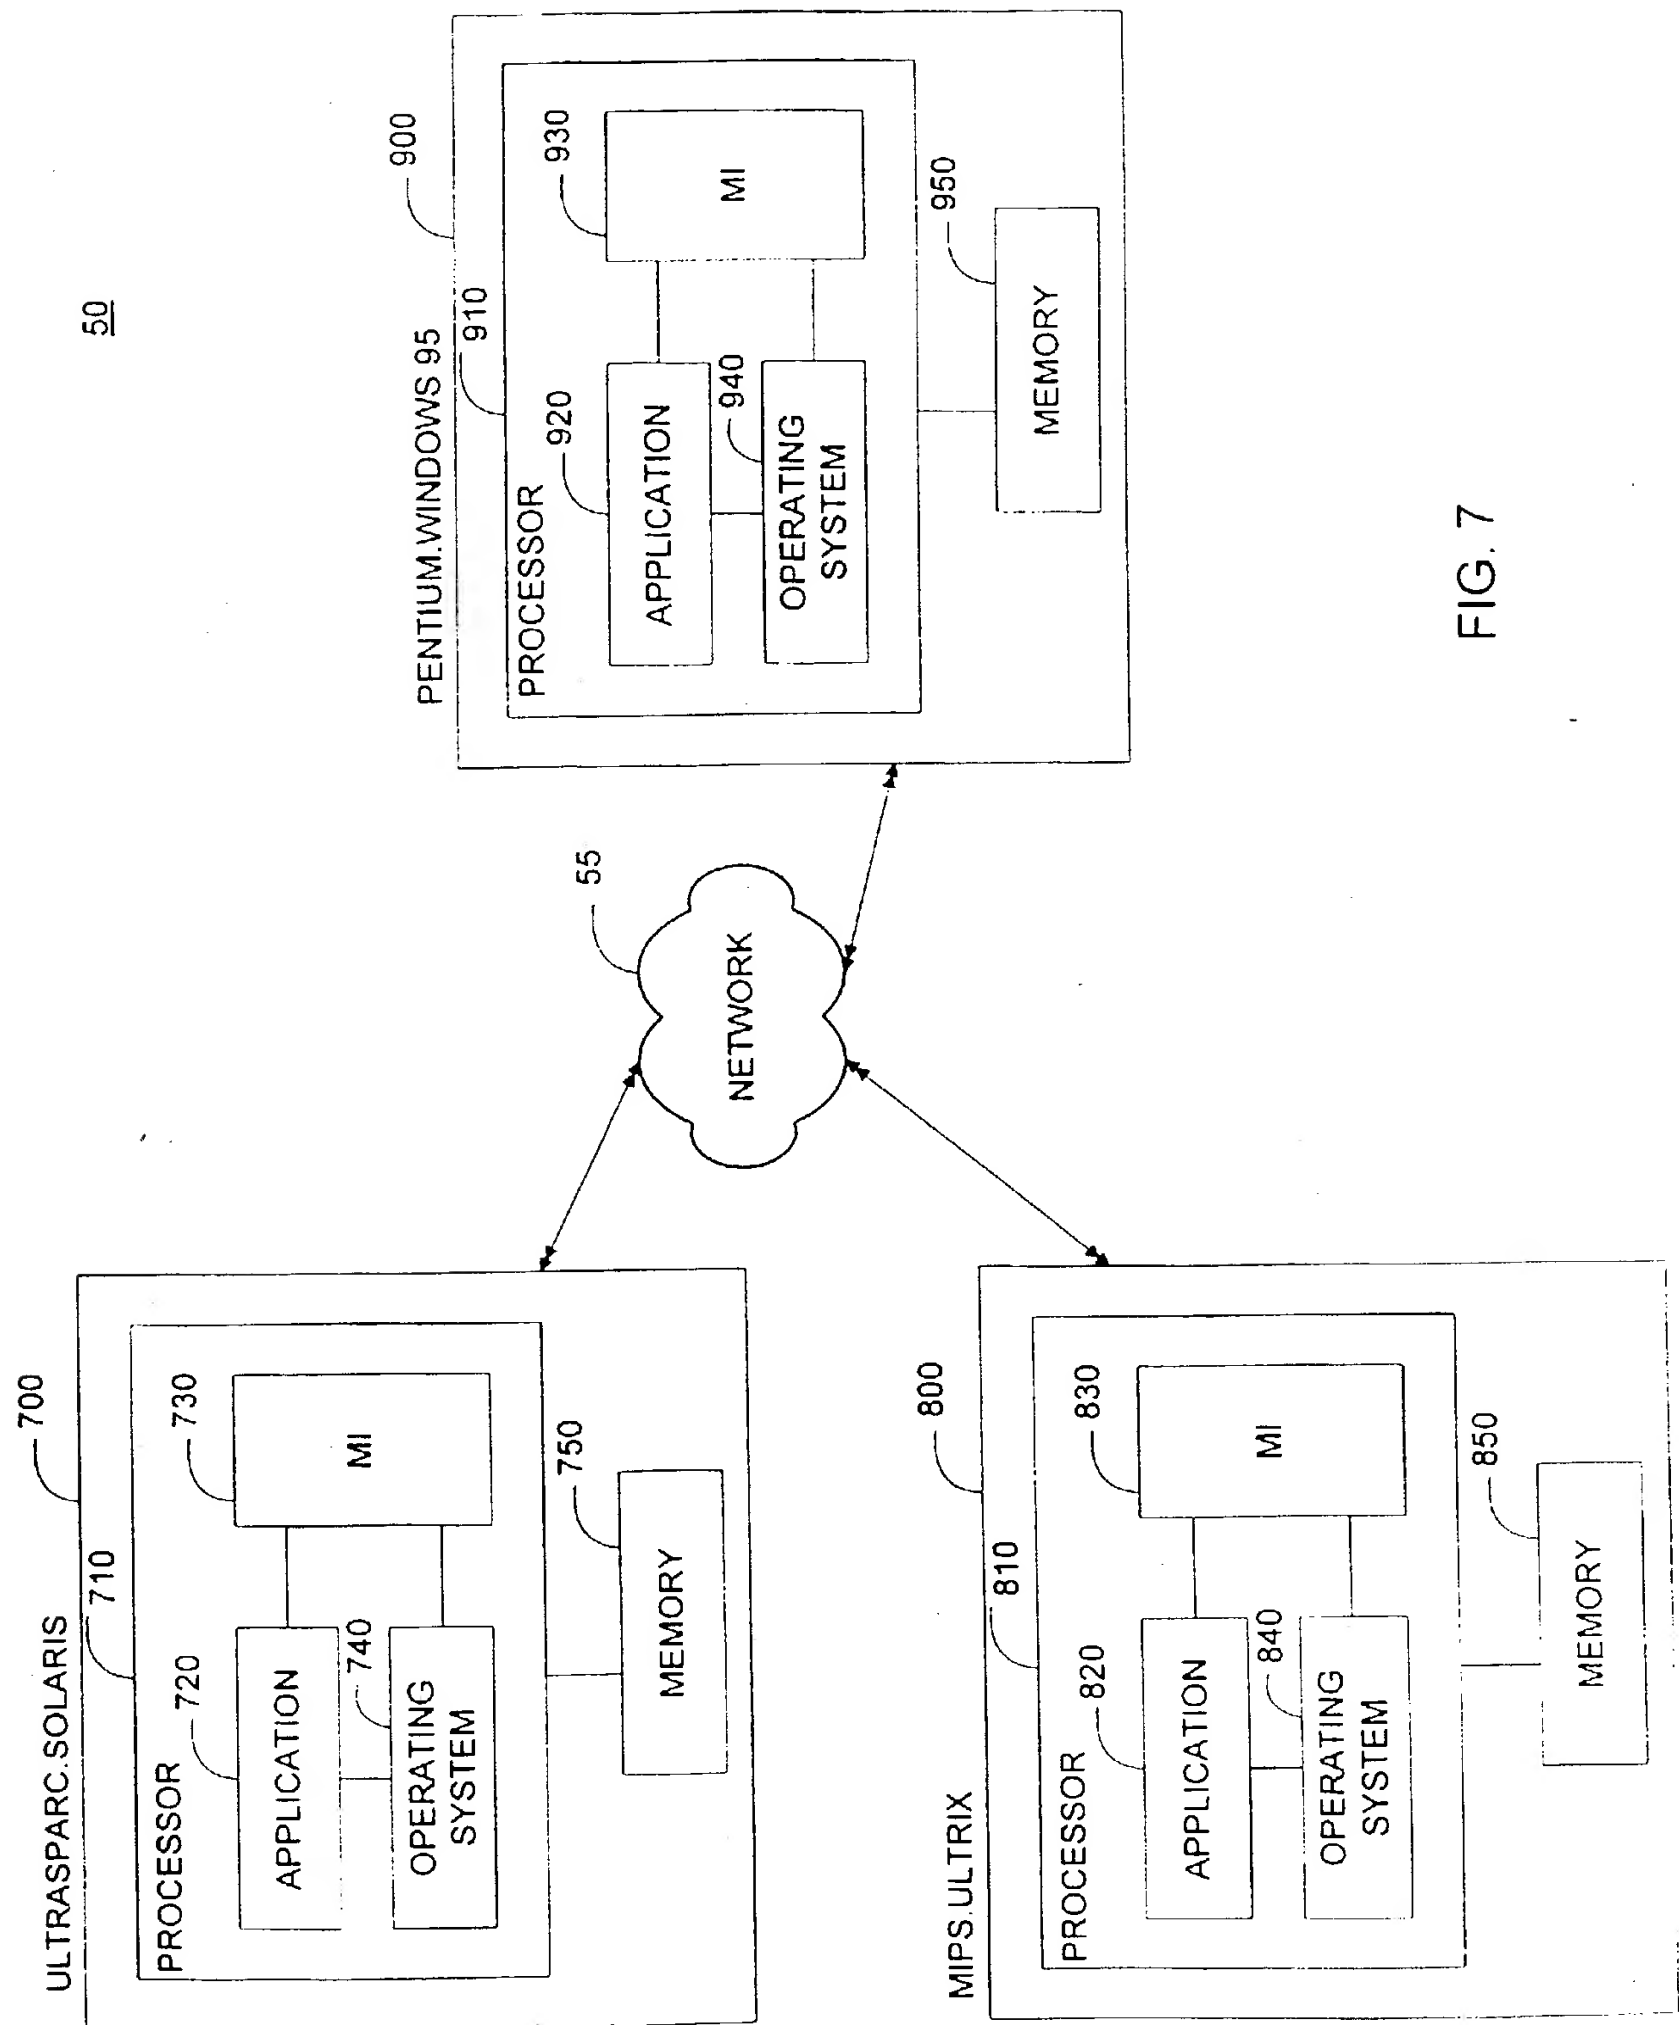 50
ULTRASPARC.SOLARIS
700
710
PROCESSOR
720
730
APPLICATION
MI
740
OPERATING
SYSTEM
750
MEMORY
MIPS.ULTRIX
800
810
PROCESSOR
820
830
APPLICATION
MI
840
OPERATING
SYSTEM
850
MEMORY
55
NETWORK
PENTIUM.WINDOWS 95
900
910
PROCESSOR
920
930
APPLICATION
MI
940
OPERATING
SYSTEM
950
MEMORY
FIG. 7